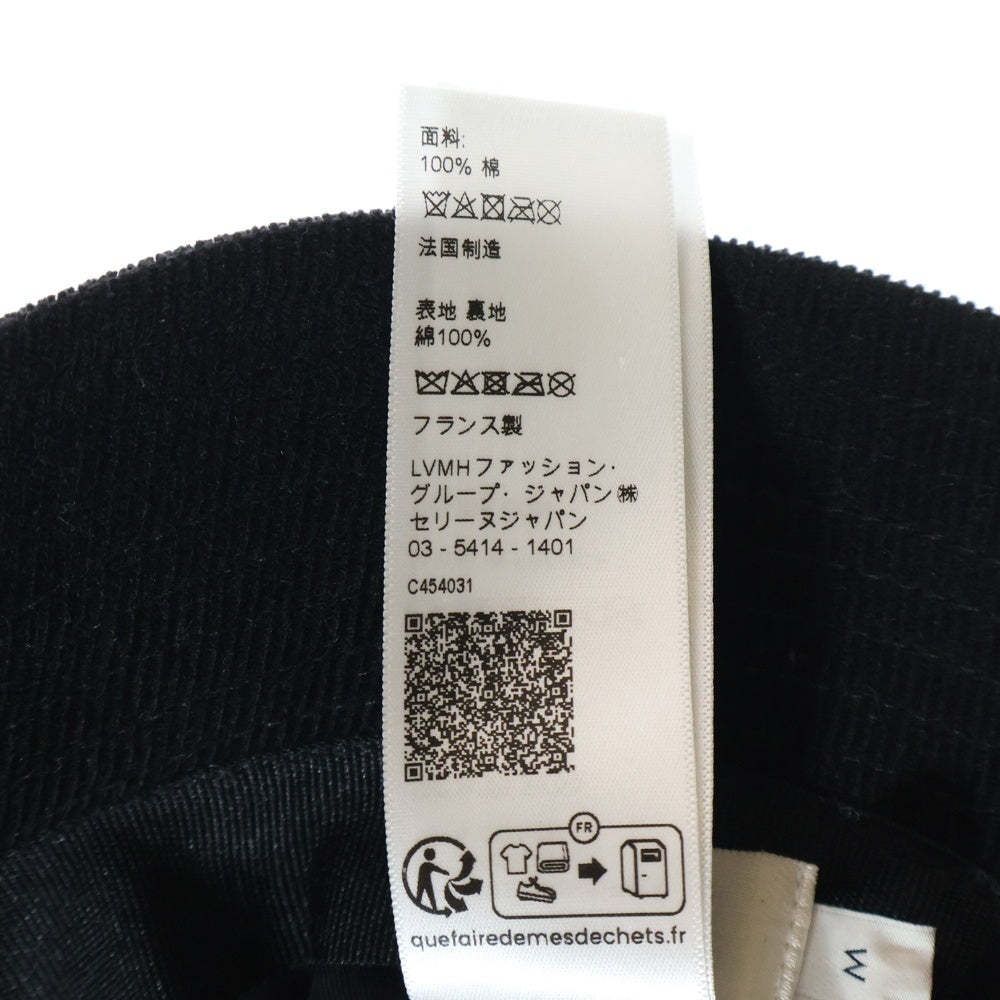 面料:
100% 棉
法国制造
表地 裏地
綿100%
フランス製
LVMHファッション·
グループ· ジャパン㈱
セリーヌジャパン
03 - 5414 - 1401
C454031
FR
quefairedemesdechets.fr
M